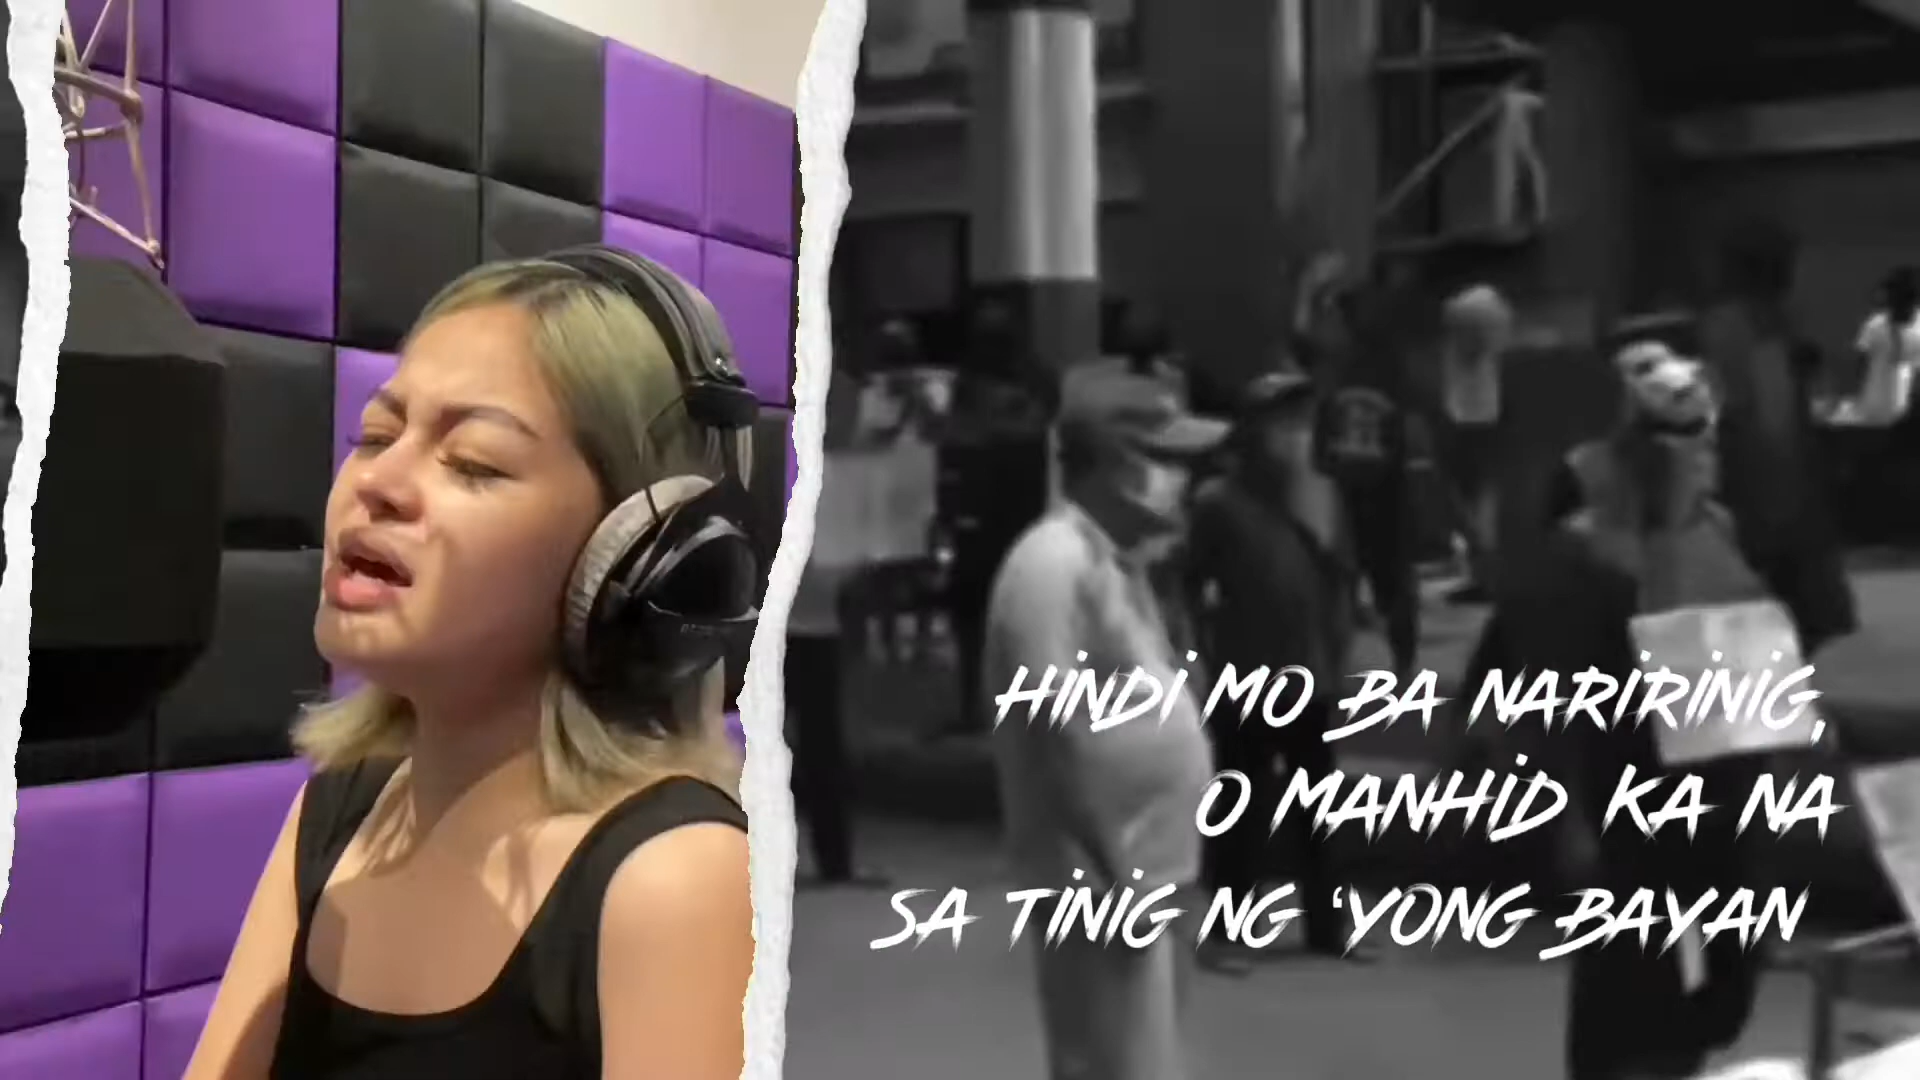 HINDI MO BA NARIRINIG,
O MANHID KA NA
SA TINIG NG ‘YONG BAYAN